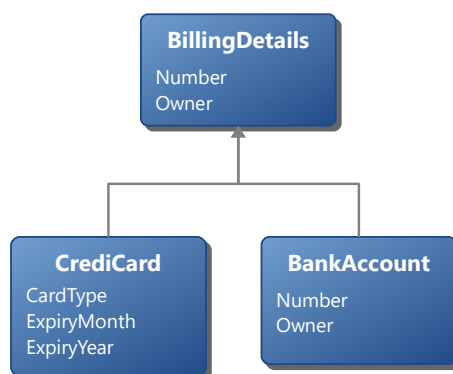 BillingDetails
Number
Owner
CrediCard
CardType
ExpiryMonth
ExpiryYear
BankAccount
Number
Owner